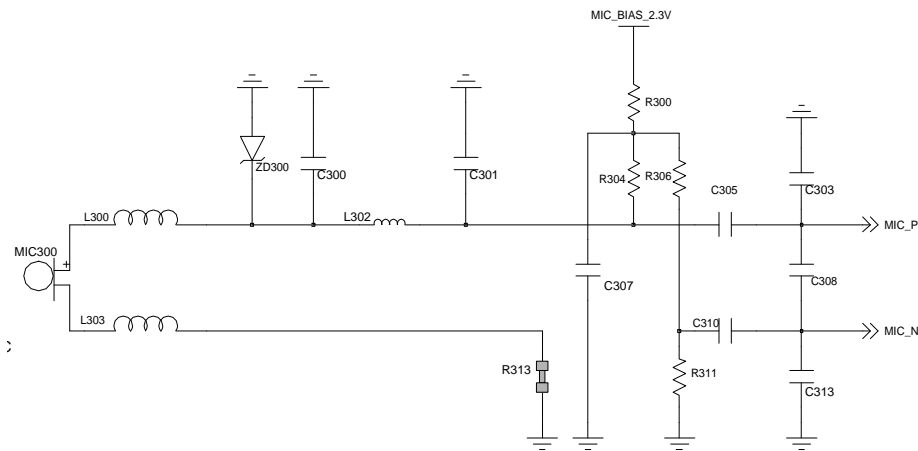 MIC_BIAS_2.3V
R300
ZD300
C300
C301
R304
R306
C305
C303
L300
L302
MIC_P
MIC300
+
C307
C308
L303
C310
MIC_N
R313
R311
C313